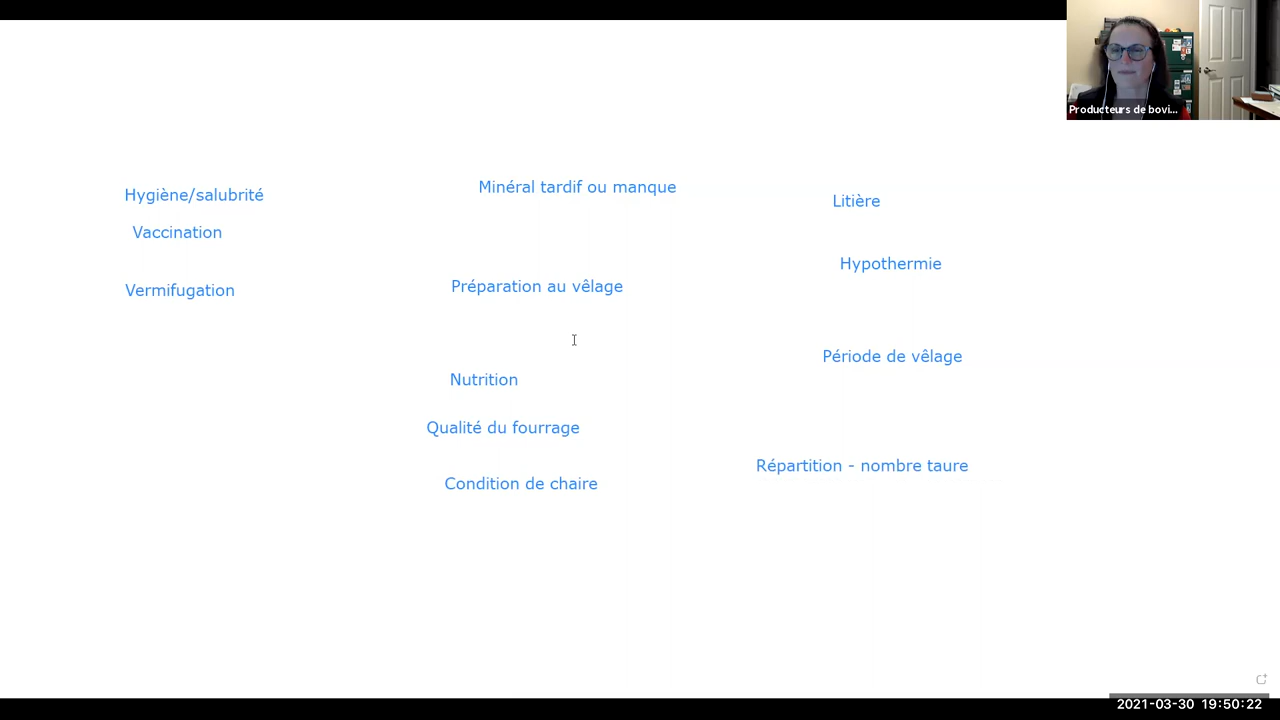 Producteurs de bovi...
Hygiène/salubrité
Minéral tardif ou manque
Litière
Vaccination
Hypothermie
Vermifugation
Préparation au vêlage
Période de vêlage
Nutrition
Qualité du fourrage
Répartition - nombre taure
Condition de chaire
2021-03-30 19:50:22